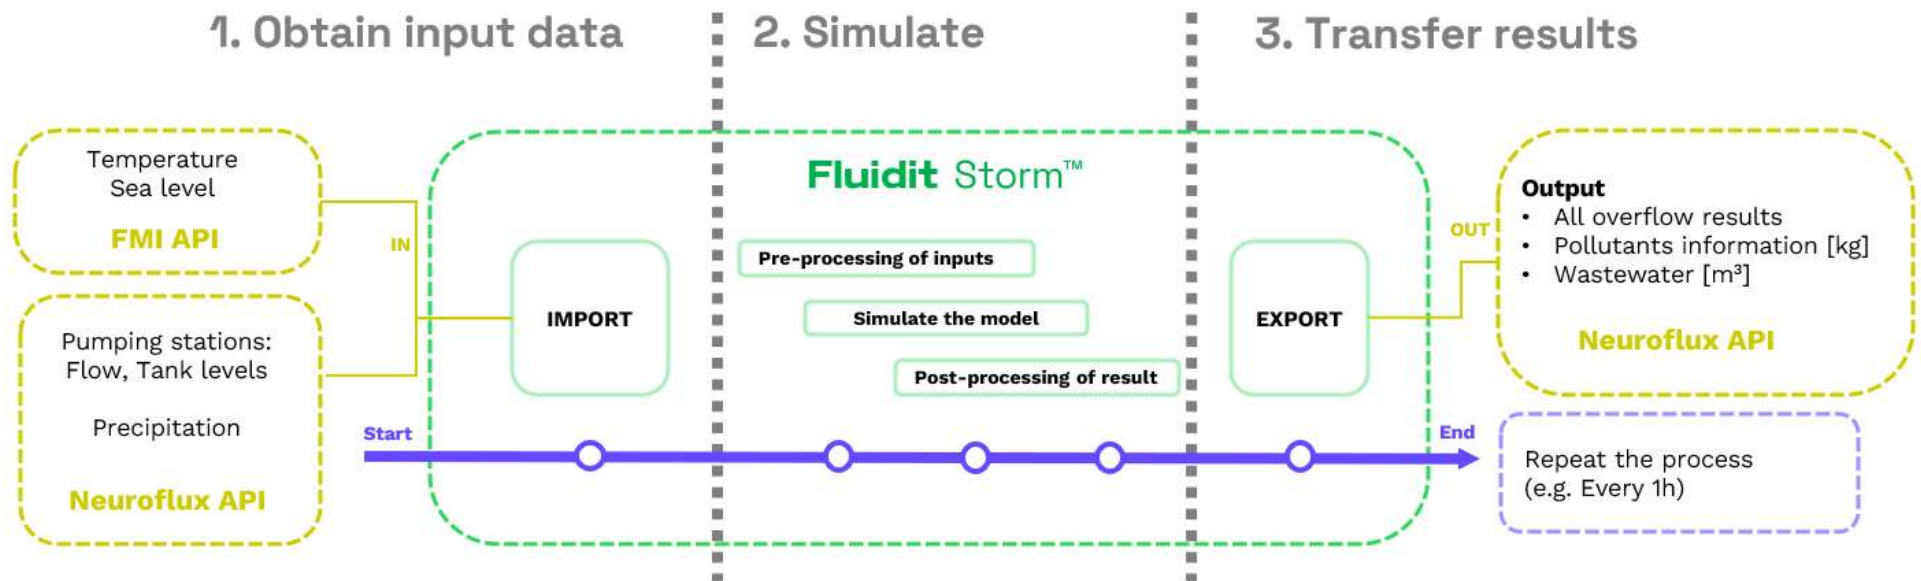 1. Obtain input data
2. Simulate
3. Transfer results
Temperature
Sea level
FMI API
Pumping stations:
Flow, Tank levels
Precipitation
Neuroflux API
IN
IMPORT
Start
Fluidit Storm™
Pre-processing of inputs
Simulate the model
Post-processing of result
EXPORT
OUT
End
Output
• All overflow results
• Pollutants information [kg]
• Wastewater [m³]
Neuroflux API
Repeat the process
(e.g. Every 1h)